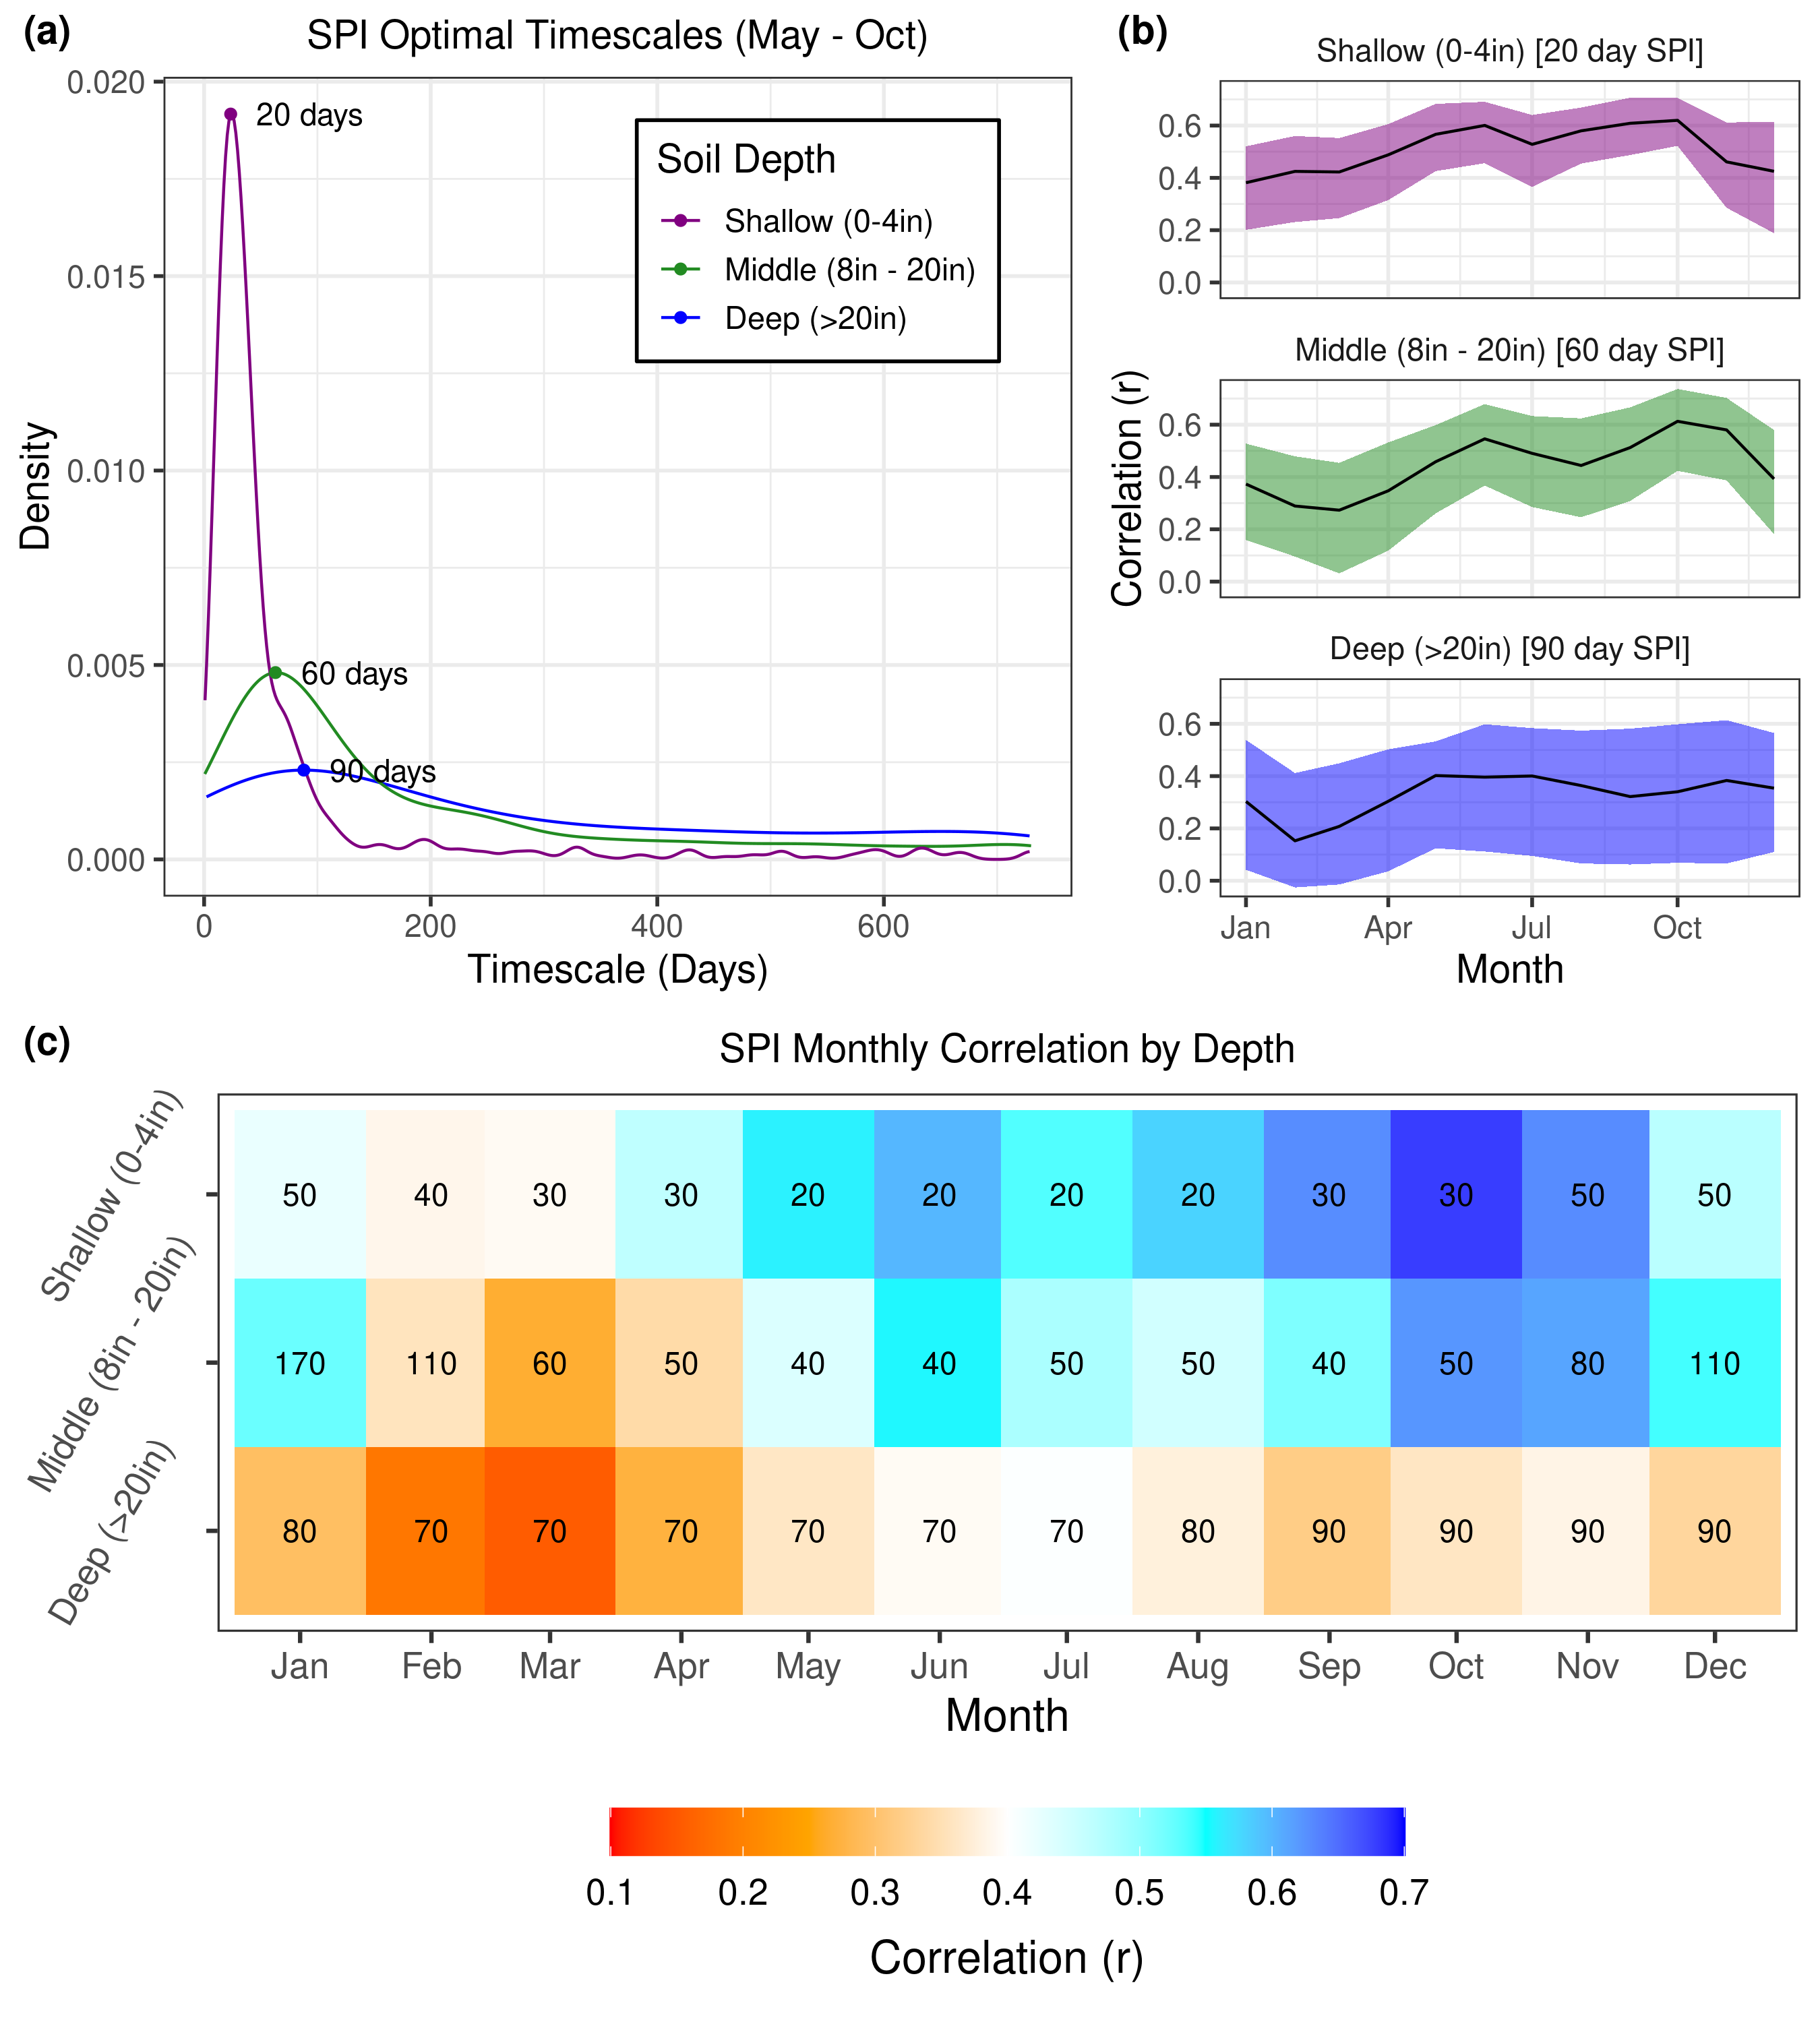 (a)
SPI Optimal Timescales (May - Oct)
0.020
0.015
0.010
0.005
0.000
Density
20 days
60 days
90 days
Soil Depth
Shallow (0-4in)
Middle (8in - 20in)
Deep (>20in)
0 200 400 600
Timescale (Days)
(b)
Shallow (0-4in) [20 day SPI]
0.6
0.4
0.2
0.0
Middle (8in - 20in) [60 day SPI]
0.6
0.4
0.2
0.0
Correlation (r)
Deep (>20in) [90 day SPI]
0.6
0.4
0.2
0.0
Jan Apr Jul Oct
Month
(c)
SPI Monthly Correlation by Depth
Shallow (0-4in)
50 40 30 30 20 20 20 20 30 30 50 50
Middle (8in - 20in)
170 110 60 50 40 40 50 50 40 50 80 110
Deep (>20in)
80 70 70 70 70 70 70 80 90 90 90 90
Jan Feb Mar Apr May Jun Jul Aug Sep Oct Nov Dec
Month
0.1 0.2 0.3 0.4 0.5 0.6 0.7
Correlation (r)